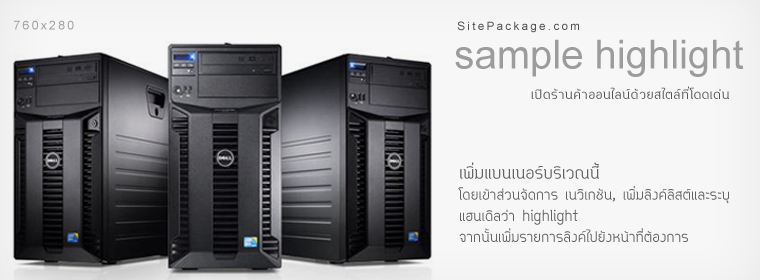 760x280
SitePackage.com
sample highlight
เปิดร้านค้าออนไลน์ด้วยสไตล์ที่โดดเด่น
เพิ่มแบนเนอร์บริเวณนี้
โดยเข้าส่วนจัดการ เนวิเกชัน, เพิ่มลิงค์ลิสต์และระบุ
แฮนเดิลว่า highlight
จากนั้นเพิ่มรายการลิงค์ไปยังหน้าที่ต้องการ
DELL
DELL
DELL